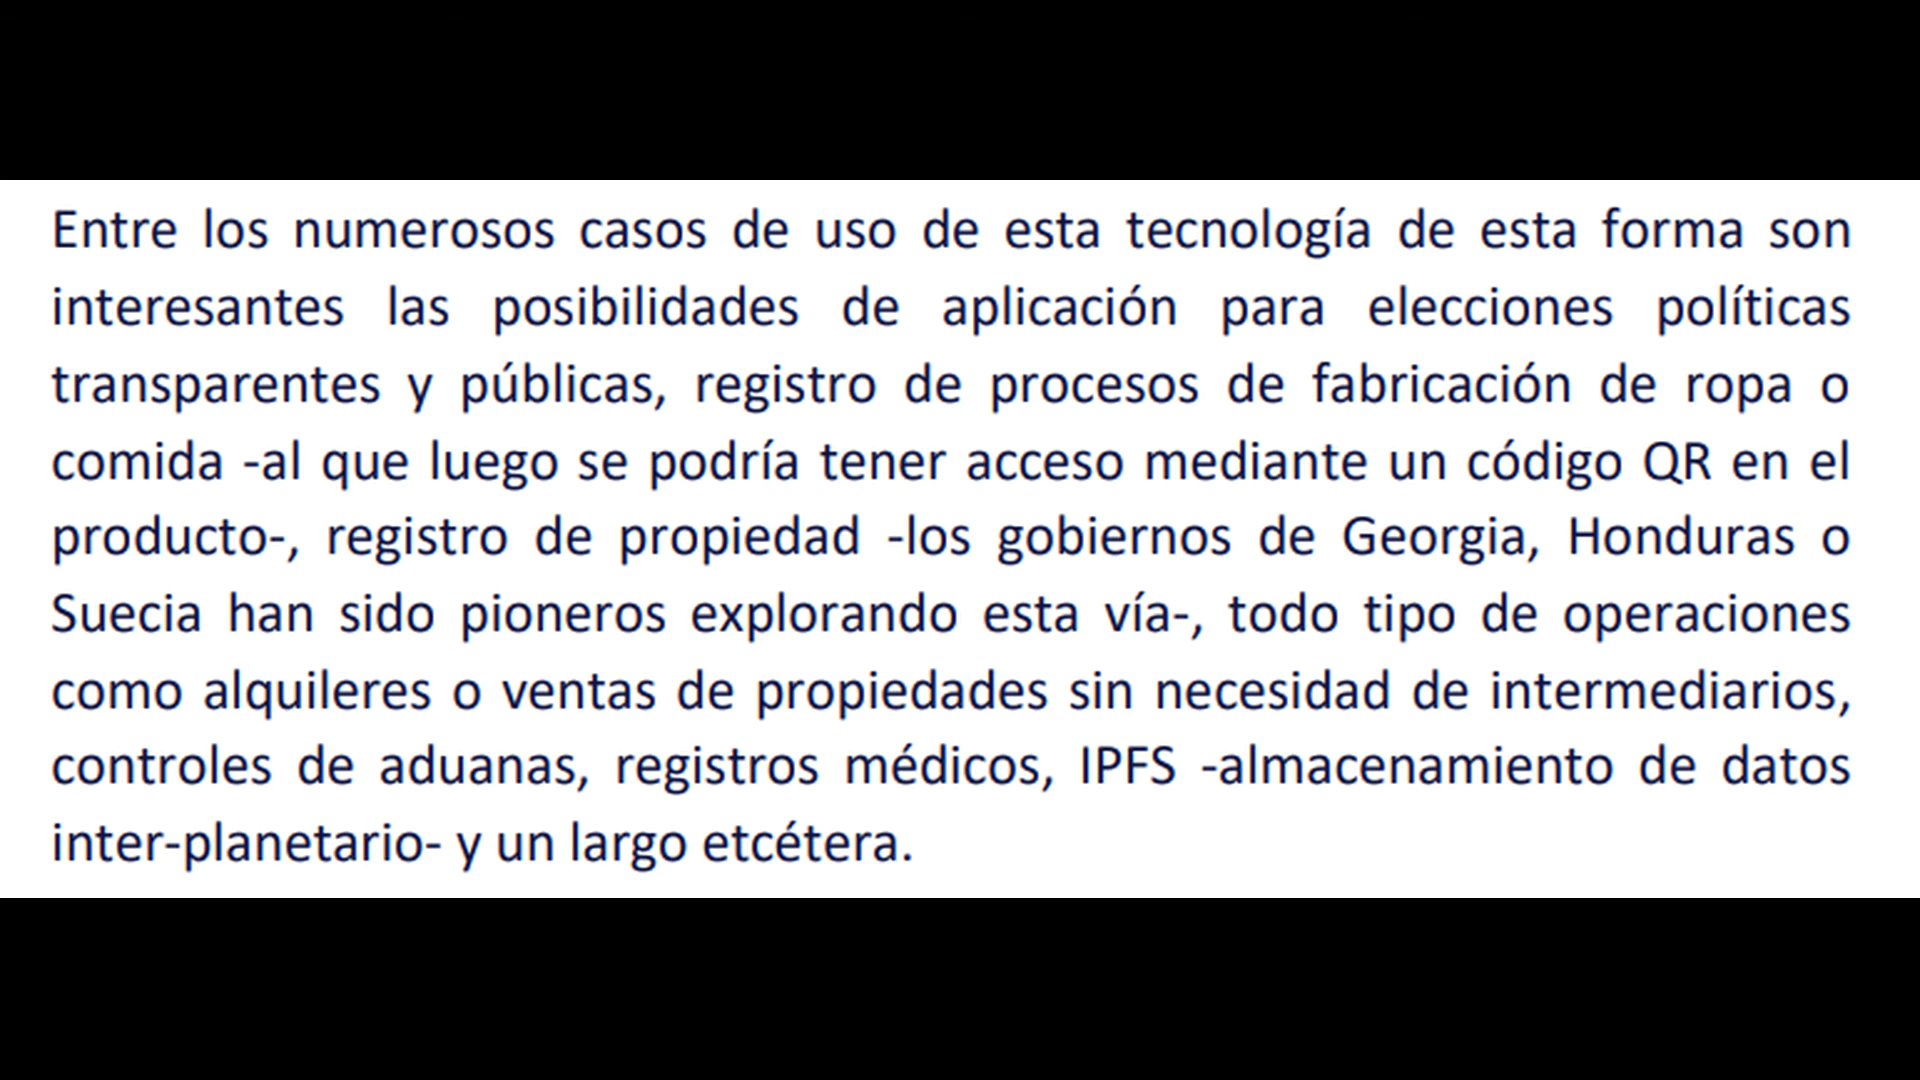 Entre los numerosos casos de uso de esta tecnología de esta forma son
interesantes las posibilidades de aplicación para elecciones políticas
transparentes y públicas, registro de procesos de fabricación de ropa o
comida -al que luego se podría tener acceso mediante un código QR en el
producto-, registro de propiedad -los gobiernos de Georgia, Honduras o
Suecia han sido pioneros explorando esta vía-, todo tipo de operaciones
como alquileres o ventas de propiedades sin necesidad de intermediarios,
controles de aduanas, registros médicos, IPFS -almacenamiento de datos
inter-planetario- y un largo etcétera.